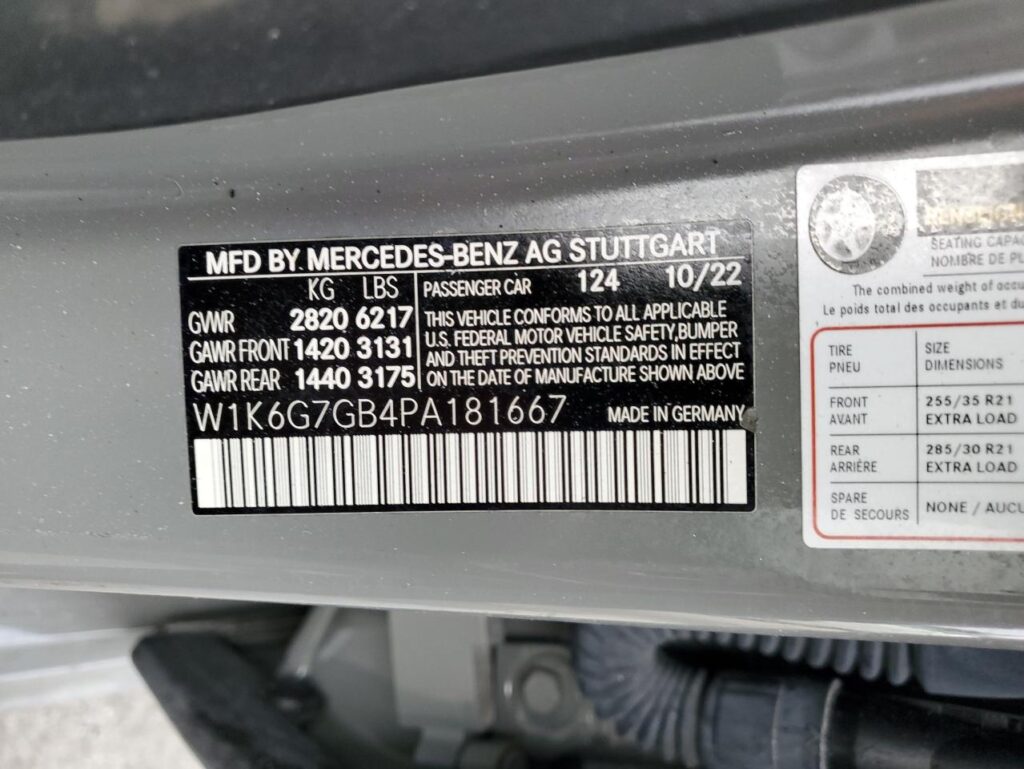 MFD BY MERCEDES-BENZ AG STUTTGART
KG LBS
GVWR 2820 6217
GAWR FRONT 1420 3131
GAWR REAR 1440 3175
PASSENGER CAR 124 10/22
THIS VEHICLE CONFORMS TO ALL APPLICABLE
U.S. FEDERAL MOTOR VEHICLE SAFETY, BUMPER
AND THEFT PREVENTION STANDARDS IN EFFECT
ON THE DATE OF MANUFACTURE SHOWN ABOVE
W1K6G7GB4PA181667
MADE IN GERMANY
SEATING CAPA
NOMBRE DE PL
The combined weight of occu
Le poids total des occupants et du
TIRE
PNEU
SIZE
DIMENSIONS
FRONT
AVANT
255/35 R21
EXTRA LOAD
REAR
ARRIÈRE
285/30 R21
EXTRA LOAD
SPARE
DE SECOURS
NONE / AUCU